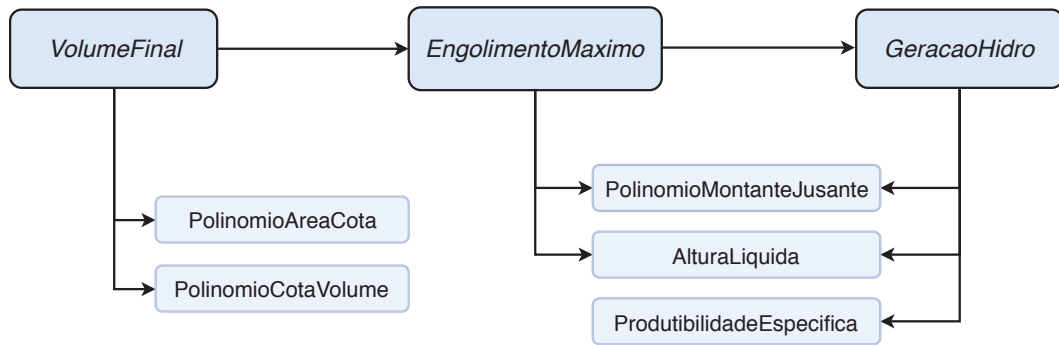 VolumeFinal
EngolimentoMaximo
GeracaoHidro
PolinomioAreaCota
PolinomioCotaVolume
PolinomioMontanteJusante
AlturaLiquida
ProdutibilidadeEspecifica